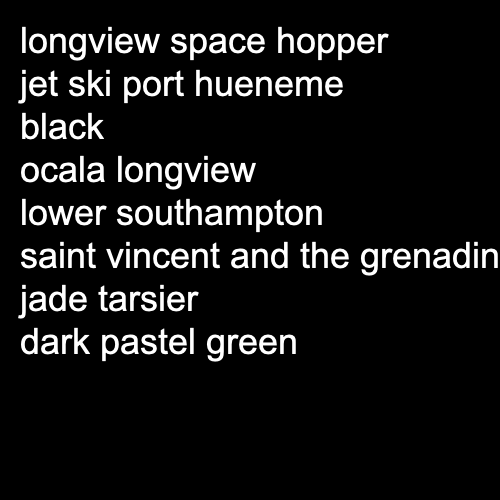 longview space hopper
jet ski port hueneme
black
ocala longview
lower southampton
saint vincent and the grenadin
jade tarsier
dark pastel green